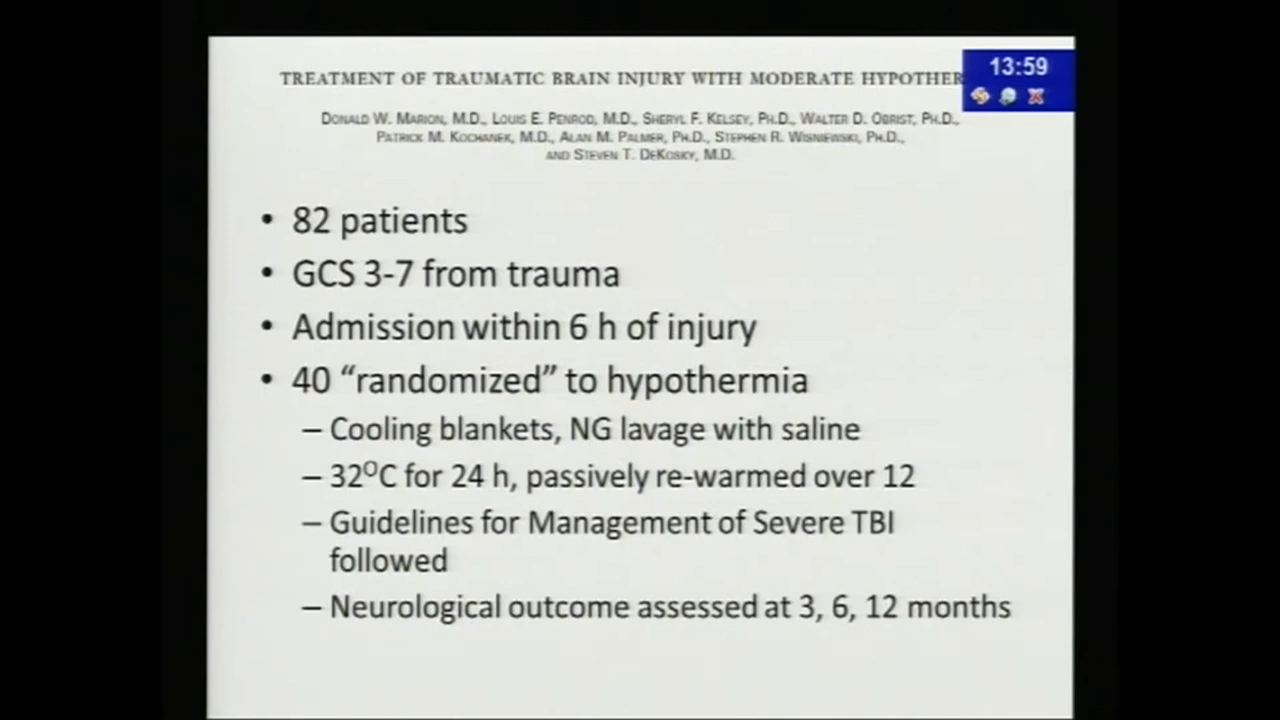 13:59
TREATMENT OF TRAUMATIC BRAIN INJURY WITH MODERATE HYPOTHER
DONALD W. MARION, M.D., LOUIS E. PENROD, M.D., SHERYL F. KELSEY, PH.D., WALTER D. OBRIST, PH.D.,
PATRICK M. KOCHANEK, M.D., ALAN M. PALMER, PH.D., STEPHEN R. WISNIEWSKI, PH.D.,
AND STEVEN T. DEKOSKY, M.D.
• 82 patients
• GCS 3-7 from trauma
• Admission within 6 h of injury
• 40 “randomized” to hypothermia
– Cooling blankets, NG lavage with saline
– 32ᴼC for 24 h, passively re-warmed over 12
– Guidelines for Management of Severe TBI
followed
– Neurological outcome assessed at 3, 6, 12 months